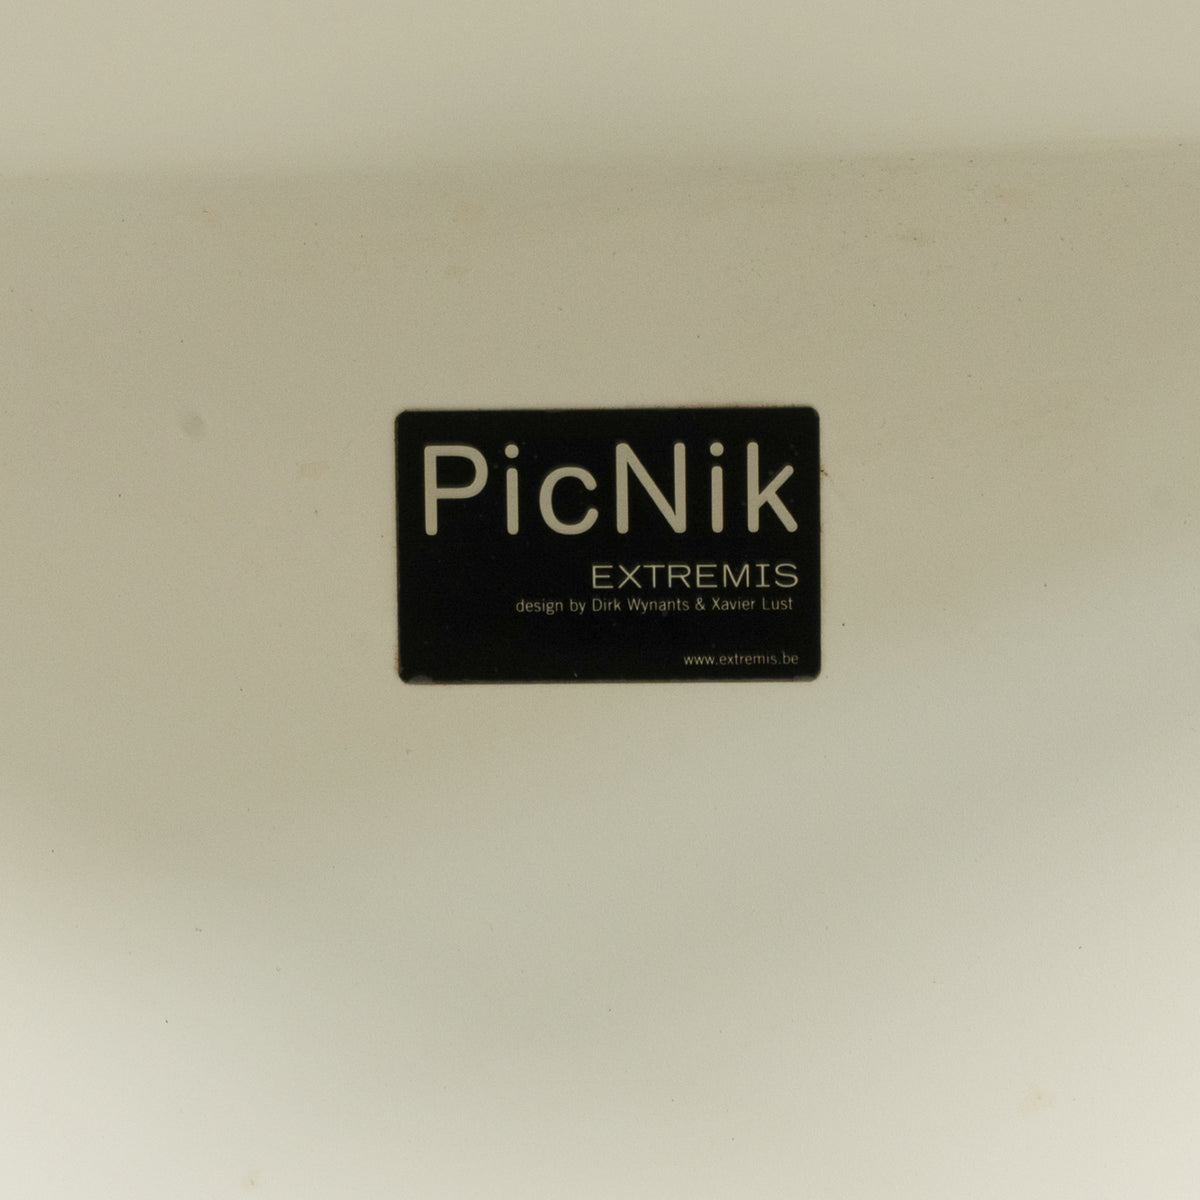 PicNik
EXTREMIS
design by Dirk Wynants & Xavier Lust
www.extremis.be